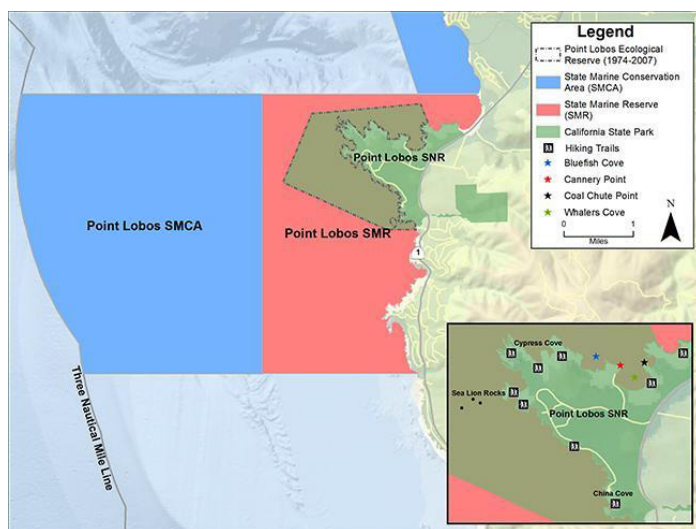 Legend
Point Lobos Ecological
Reserve (1974-2007)
State Marine Conservation
Area (SMCA)
State Marine Reserve
(SMR)
California State Park
Hiking Trails
Bluefish Cove
Cannery Point
Coal Chute Point
Whalers Cove
0 1
Miles
N
Point Lobos SNR
Point Lobos SMCA
Point Lobos SMR
1
Three Nautical Mile Line
Cypress Cove
Sea Lion Rocks
Point Lobos SNR
China Cove